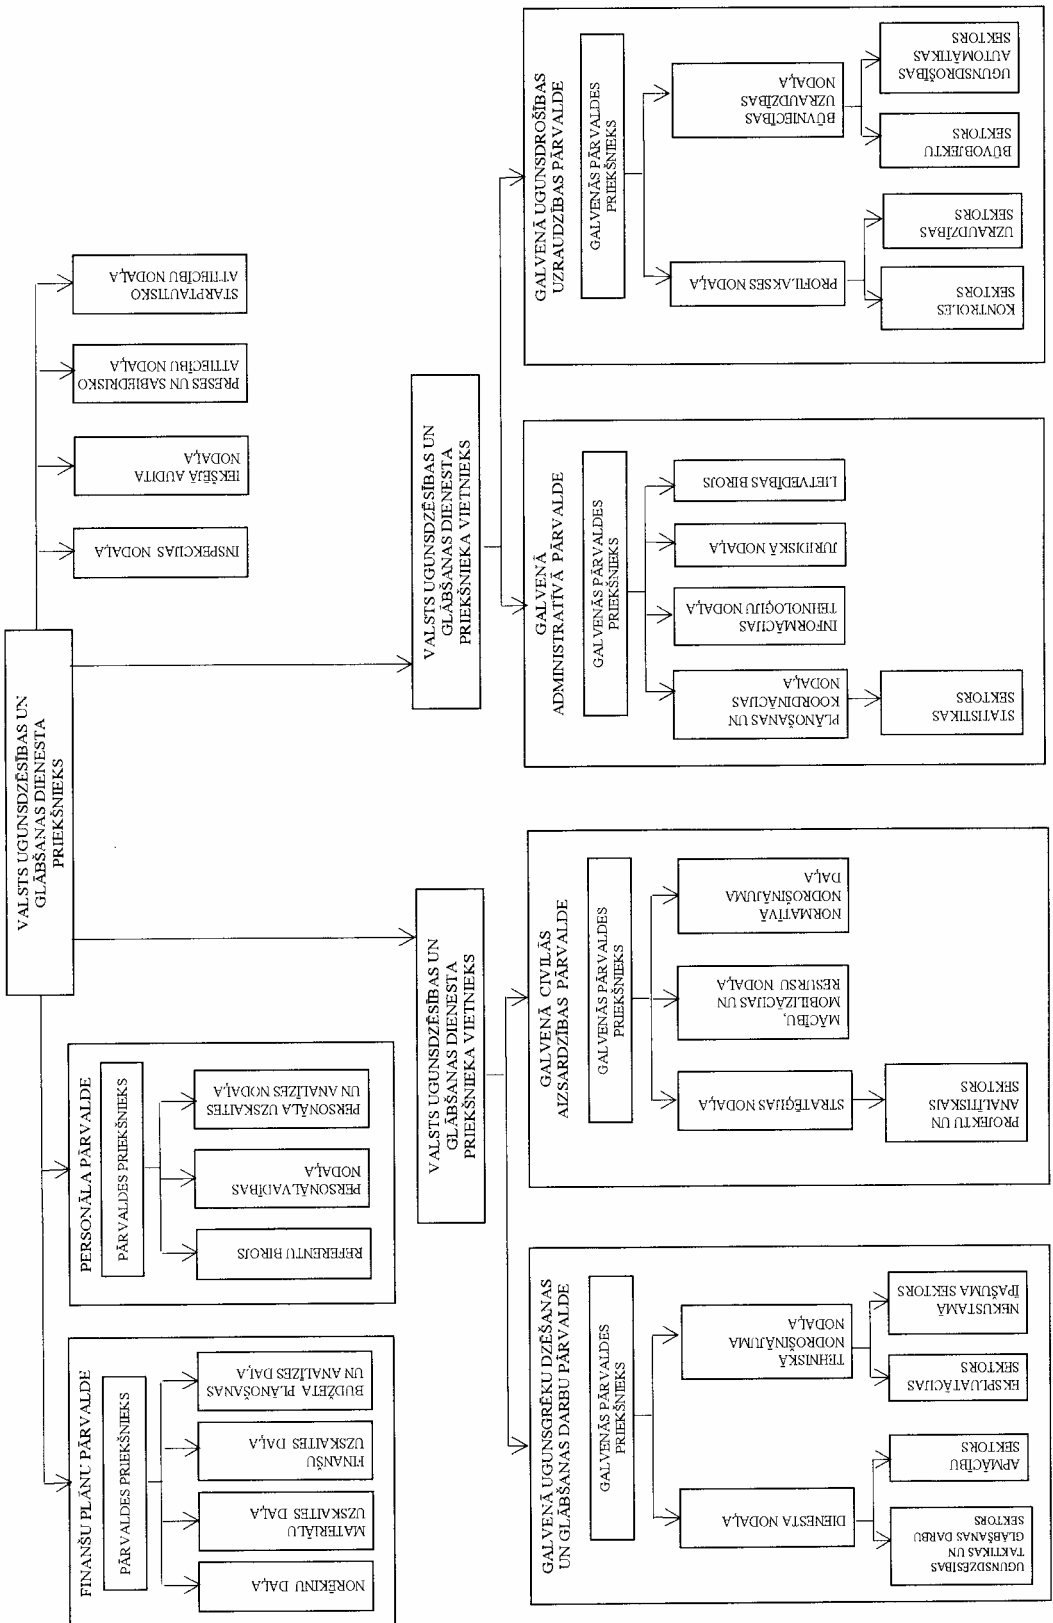 VALSTS UGUNSDZĒSĪBAS UN
GLĀBŠANAS DIENESTA
PRIEKŠNIEKS
FINANŠU PLĀNU PĀRVALDE
PĀRVALDES PRIEKŠNIEKS
NORĒĶINU DAĻA
MATERIĀLU
UZSKAITES DAĻA
FINANŠU
UZSKAITES DAĻA
BUDŽETA PLĀNOŠANAS
UN ANALĪZES DAĻA
PERSONĀLA PĀRVALDE
PĀRVALDES PRIEKŠNIEKS
REFERENTU BIROJS
PERSONĀLVADĪBAS
NODAĻA
PERSONĀLA UZSKAITES
UN ANALĪZES NODAĻA
INSPEKCIJAS NODAĻA
IEKŠĒJĀ AUDITA
NODAĻA
PRESES UN SABIEDRISKO
ATTIECĪBU NODAĻA
STARPTAUTISKO
ATTIECĪBU NODAĻA
VALSTS UGUNSDZĒSĪBAS UN
GLĀBŠANAS DIENESTA
PRIEKŠNIEKA VIETNIEKS
GALVENĀ UGUNSGRĒKU DZĒŠANAS
UN GLĀBŠANAS DARBU PĀRVALDE
GALVENĀS PĀRVALDES
PRIEKŠNIEKS
DIENESTA NODAĻA
UGUNSDZĒSĪBAS
TAKTIKAS UN
GLĀBŠANAS DARBU
SEKTORS
APMĀCĪBU
SEKTORS
TEHNISKĀ
NODROŠINĀJUMA
NODAĻA
EKSPLUATĀCIJAS
SEKTORS
NEKUSTAMĀ
ĪPAŠUMA SEKTORS
GALVENĀ CIVILĀS
AIZSARDZĪBAS PĀRVALDE
GALVENĀS PĀRVALDES
PRIEKŠNIEKS
STRATĒĢIJAS NODAĻA
PROJEKTU UN
ANALĪTISKAIS
SEKTORS
MĀCĪBU,
MOBILIZĀCIJAS UN
RESURSU NODAĻA
NORMATĪVĀ
NODROŠINĀJUMA
DAĻA
VALSTS UGUNSDZĒSĪBAS UN
GLĀBŠANAS DIENESTA
PRIEKŠNIEKA VIETNIEKS
GALVENĀ
ADMINISTRATĪVĀ PĀRVALDE
GALVENĀS PĀRVALDES
PRIEKŠNIEKS
PLĀNOŠANAS UN
KOORDINĀCIJAS
NODAĻA
STATISTIKAS
SEKTORS
INFORMĀCIJAS
TEHNOLOĢIJU NODAĻA
JURIDISKĀ NODAĻA
LIETVEDĪBAS BIROJS
GALVENĀ UGUNSDROŠĪBAS
UZRAUDZĪBAS PĀRVALDE
GALVENĀS PĀRVALDES
PRIEKŠNIEKS
PROFILAKSES NODAĻA
KONTROLES
SEKTORS
UZRAUDZĪBAS
SEKTORS
BŪVNIECĪBAS
UZRAUDZĪBAS
NODAĻA
BŪVOBJEKTU
SEKTORS
UGUNSDROŠĪBAS
AUTOMĀTIKAS
SEKTORS